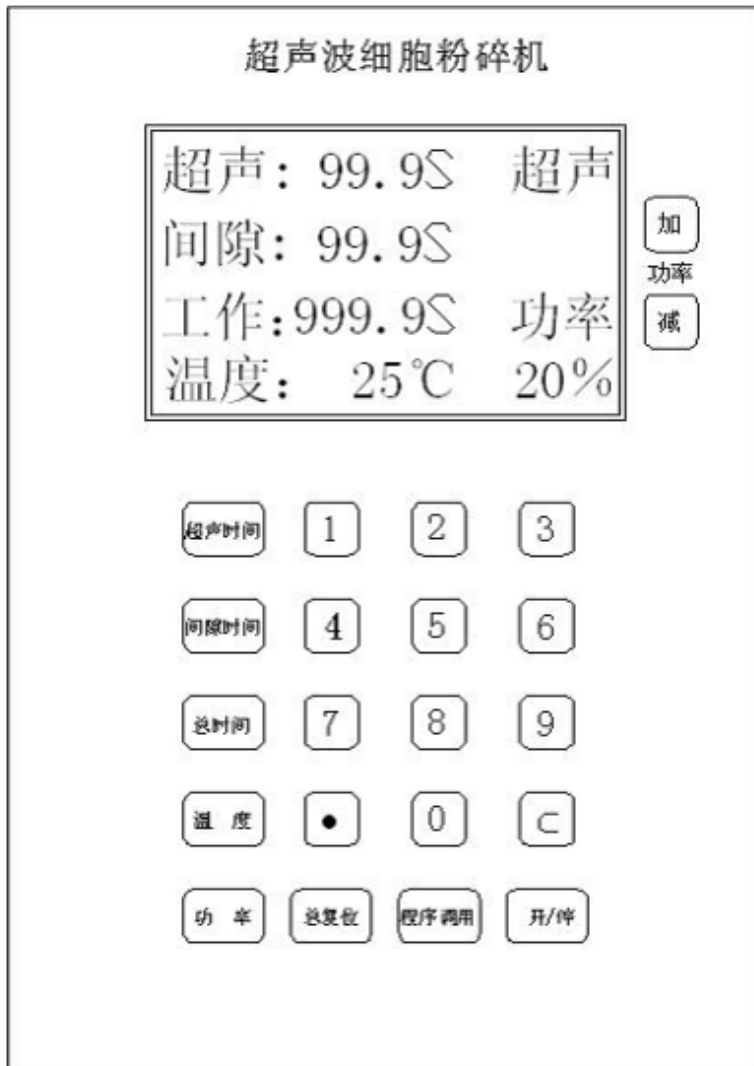 超声波细胞粉碎机
超声: 99.9S 超声
间隙: 99.9S
工作:999.9S 功率
温度: 25℃ 20%
加
功率
减
超声时间 1 2 3
间隙时间 4 5 6
总时间 7 8 9
温 度 • 0 C
功 率 总复位 程序调用 开/停